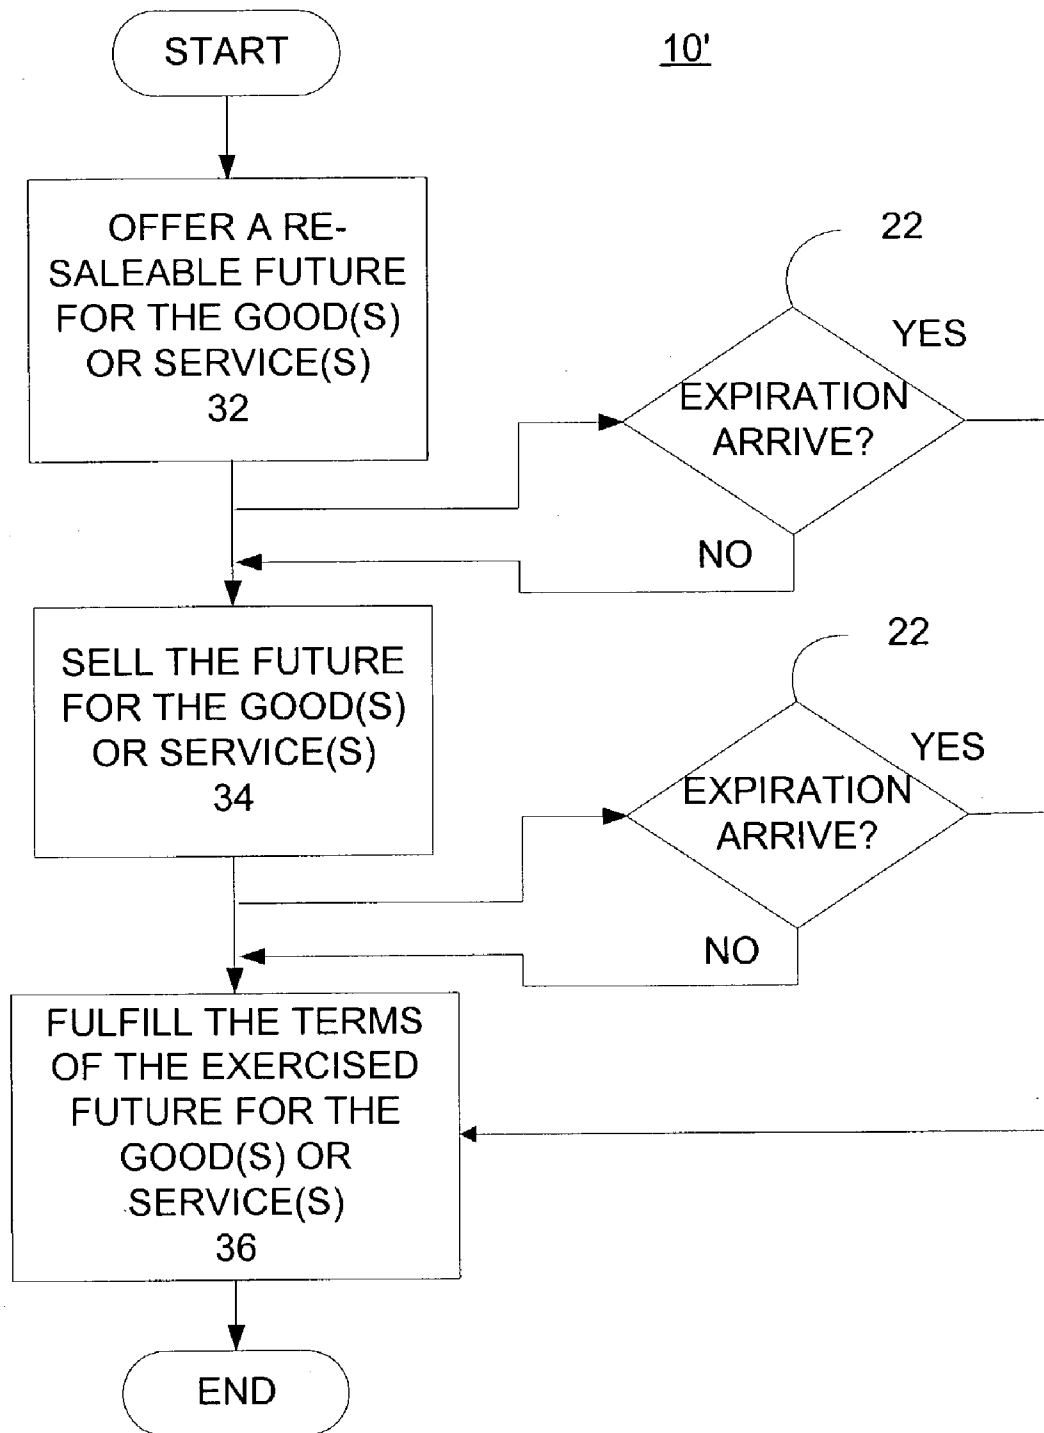 START
10'
OFFER A RE-
SALEABLE FUTURE
FOR THE GOOD(S)
OR SERVICE(S)
32
22
YES
EXPIRATION
ARRIVE?
NO
SELL THE FUTURE
FOR THE GOOD(S)
OR SERVICE(S)
34
22
YES
EXPIRATION
ARRIVE?
NO
FULFILL THE TERMS
OF THE EXERCISED
FUTURE FOR THE
GOOD(S) OR
SERVICE(S)
36
END